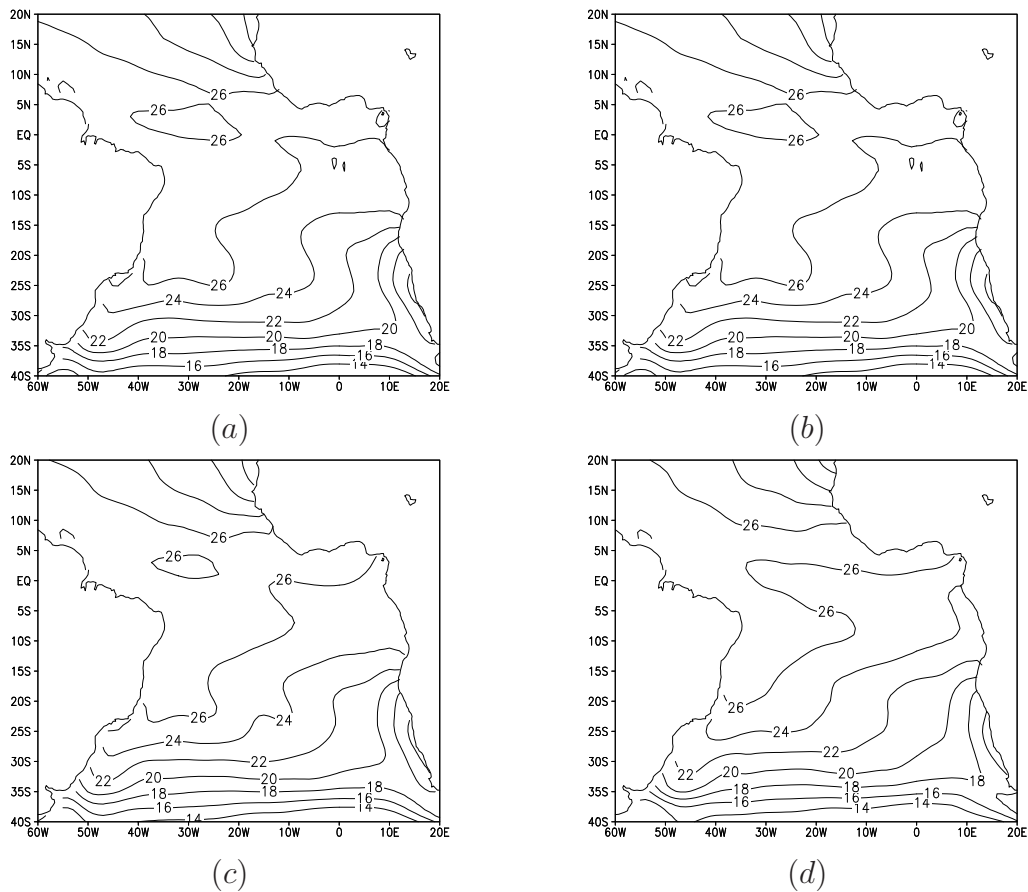 20N 20N
15N 15N
10N 10N
26 26
5N 26 5N 26
EQ 26 EQ 26
5S 5S
10S 10S
15S 15S
20S 20S
25S 26 25S 26
24 24 24 24
30S 30S
22 22 20 22 22 20
35S 20 20 18 35S 20 20 18
18 18 16 18 18 16
40S 16 14 40S 16 14
60W 50W 40W 30W 20W 10W 0 10E 20E 60W 50W 40W 30W 20W 10W 0 10E 20E
(a) (b)
20N 20N
15N 15N
10N 10N 26
26
5N 26 5N 26
EQ 26 EQ
5S 5S 26
10S 10S
15S 15S
20S 20S
26 24 26
25S 24 25S 24
30S 22 30S 22
22 20 20 18 22 20 20 18
35S 18 18 16 35S 18 18 16
16 14 16 16 14
40S 14 40S
60W 50W 40W 30W 20W 10W 0 10E 20E 60W 50W 40W 30W 20W 10W 0 10E 20E
(c) (d)